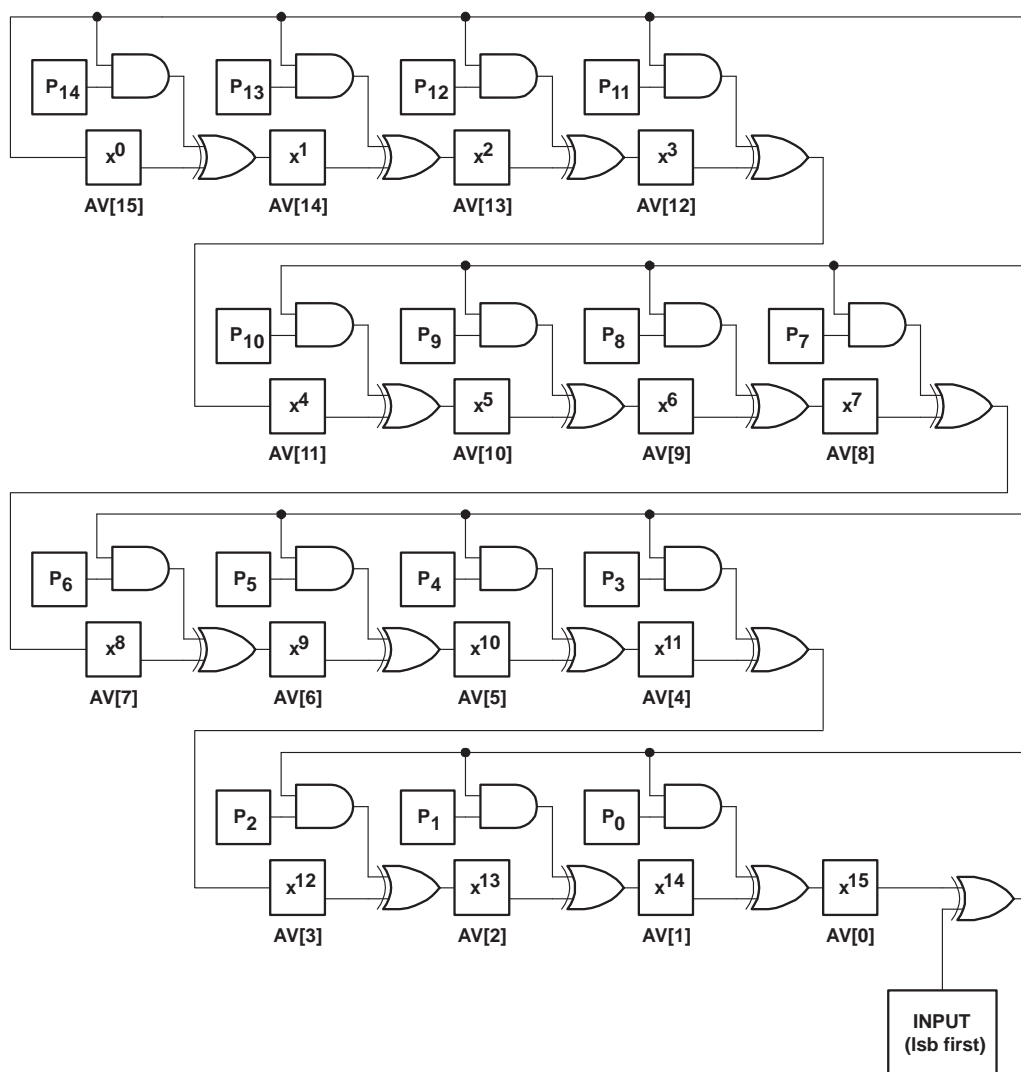 P14 P13 P12 P11
x0 x1 x2 x3
AV[15] AV[14] AV[13] AV[12]
P10 P9 P8 P7
x4 x5 x6 x7
AV[11] AV[10] AV[9] AV[8]
P6 P5 P4 P3
x8 x9 x10 x11
AV[7] AV[6] AV[5] AV[4]
P2 P1 P0
x12 x13 x14 x15
AV[3] AV[2] AV[1] AV[0]
INPUT
(lsb first)